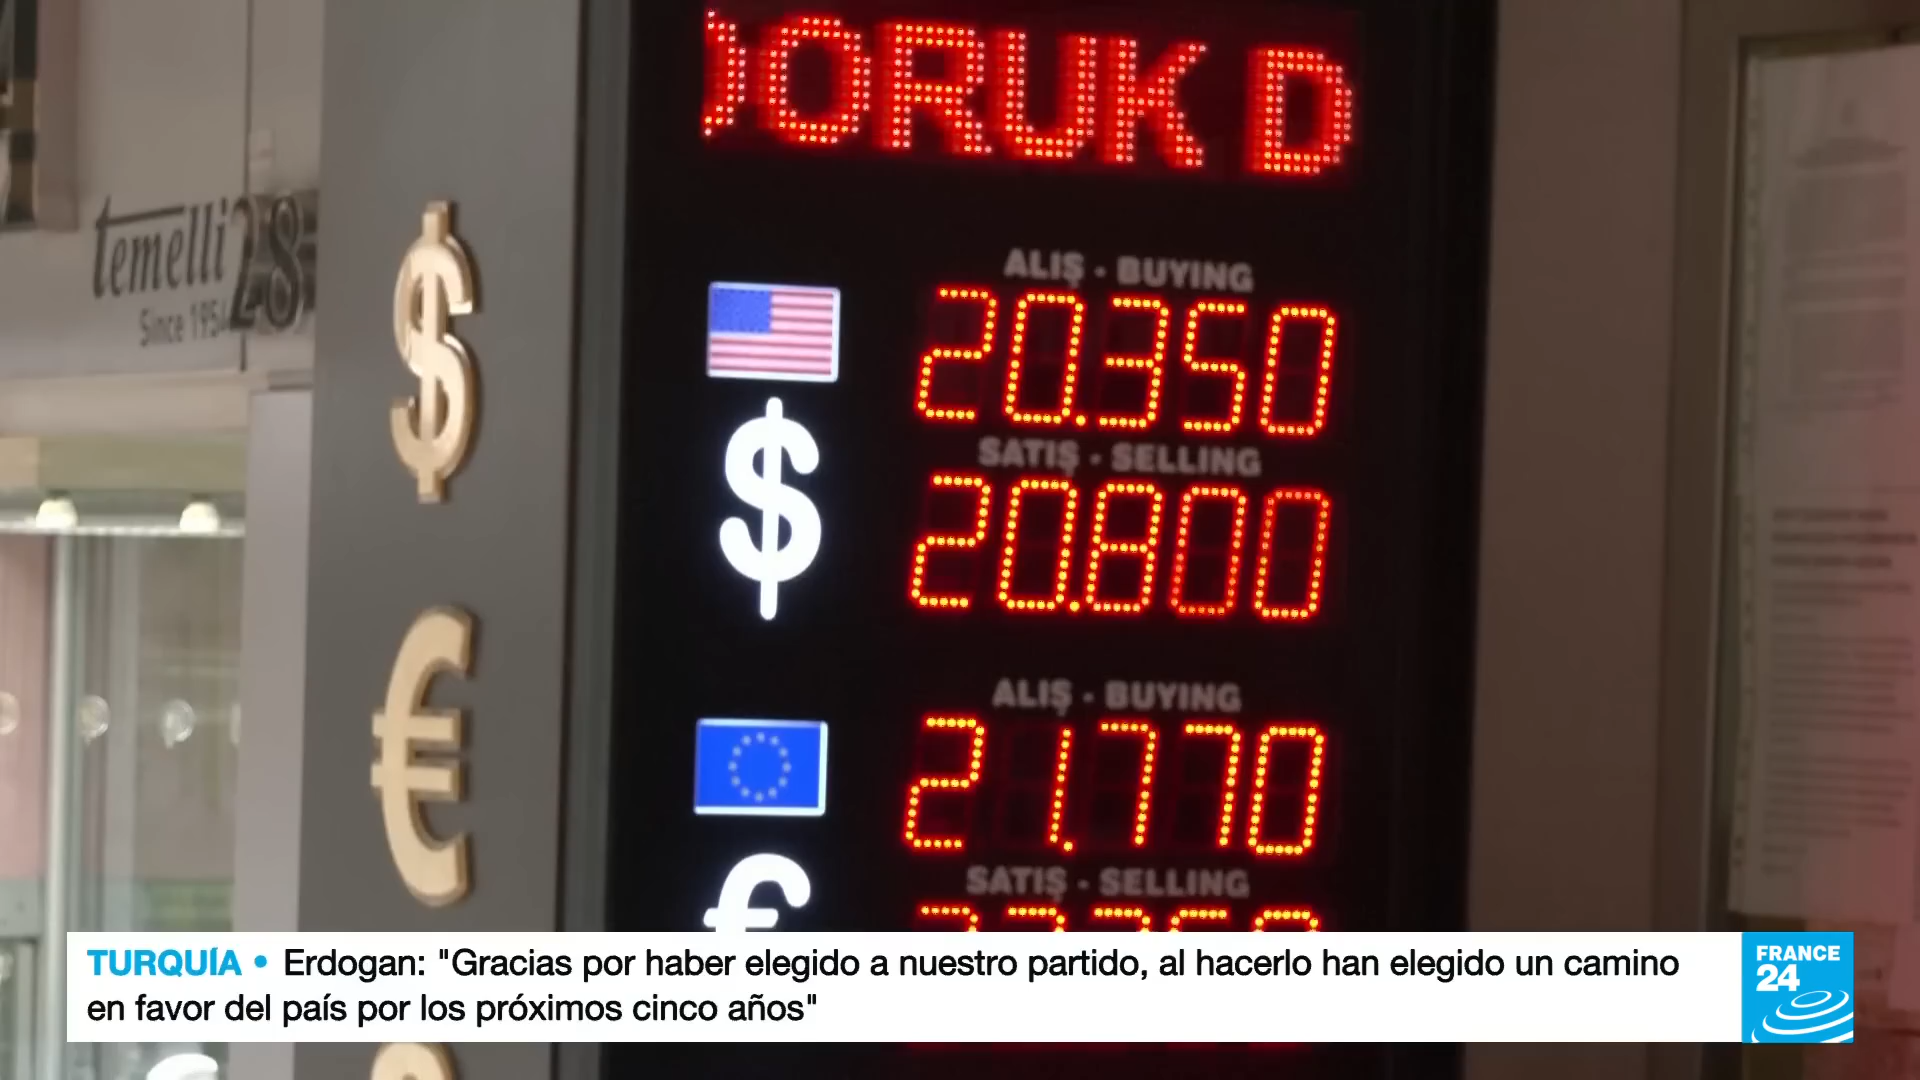 ORUK D
temelli 28
Since 1954
ALIŞ - BUYING
20.350
$
SATIŞ - SELLING
20.800
ALIŞ - BUYING
21.770
€
SATIŞ - SELLING
TURQUÍA • Erdogan: "Gracias por haber elegido a nuestro partido, al hacerlo han elegido un camino
en favor del país por los próximos cinco años"
FRANCE
24